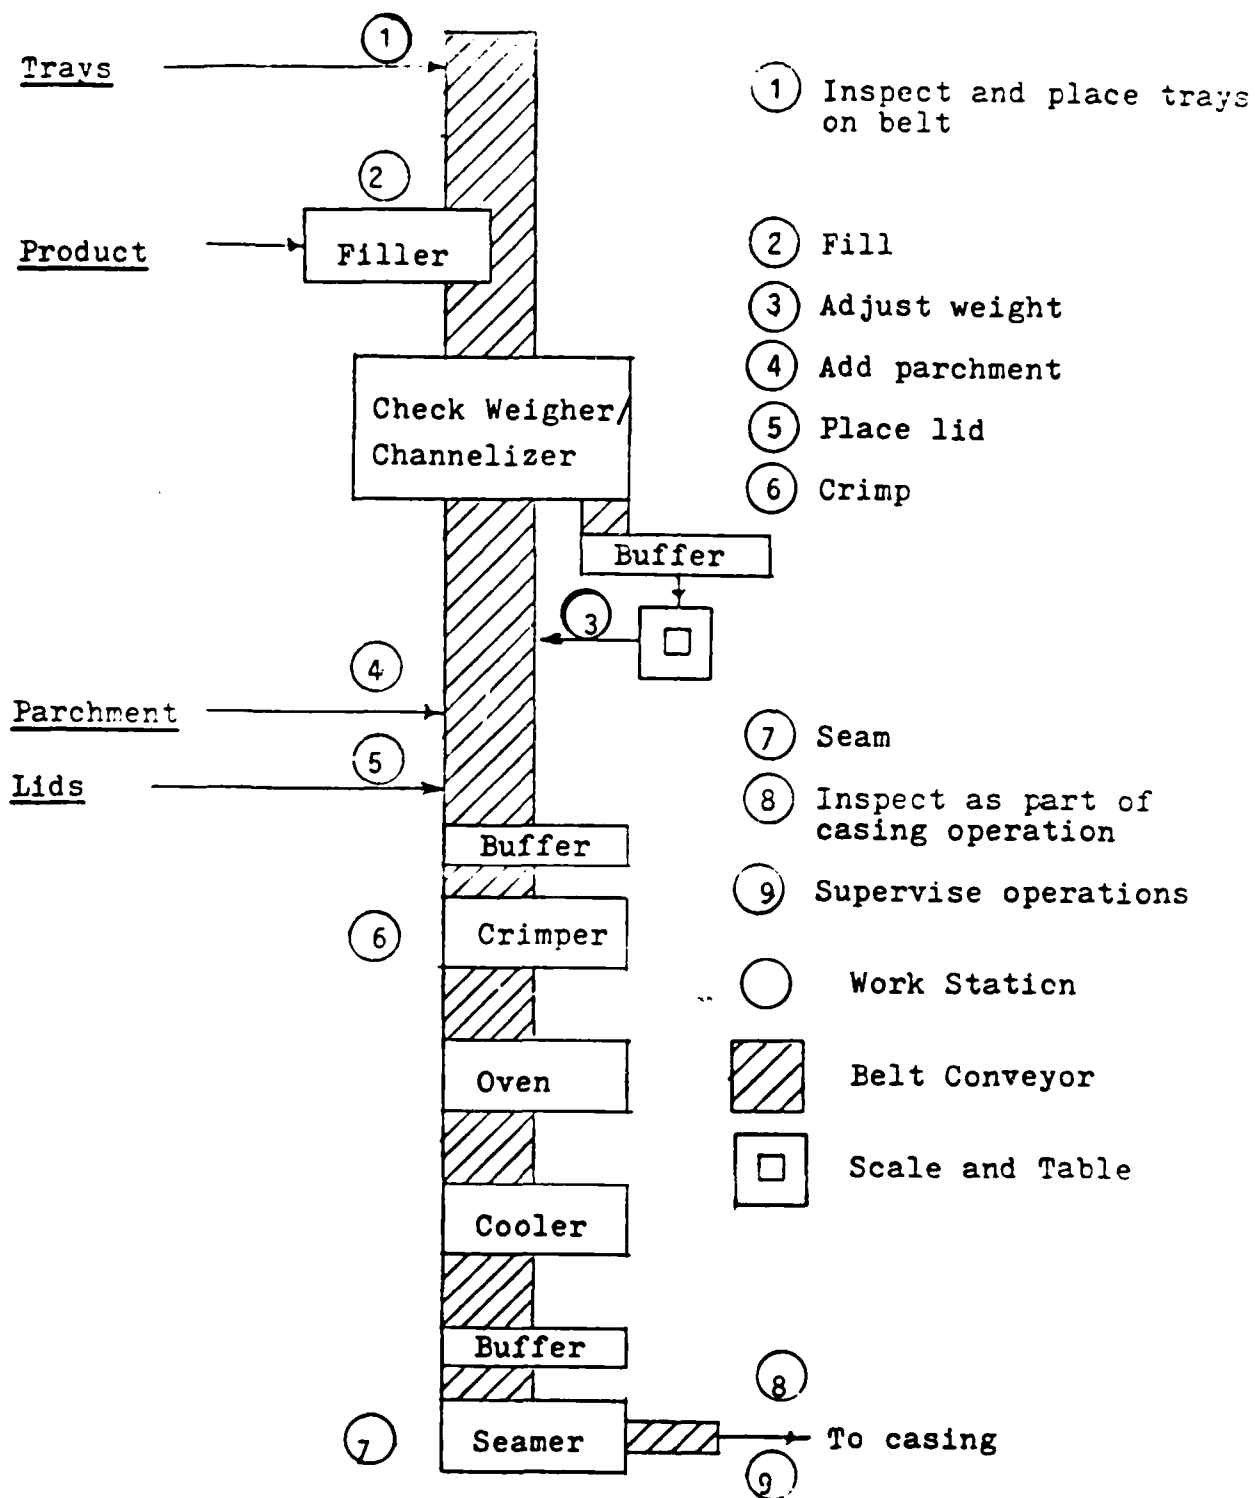 1
Trays
1 Inspect and place trays
on belt
2
Product
Filler
2 Fill
3 Adjust weight
Check Weigher/
Channelizer
4 Add parchment
5 Place lid
6 Crimp
Buffer
3
4
Parchment
5
Lids
7 Seam
8 Inspect as part of
casing operation
Buffer
9 Supervise operations
6
Crimper
Work Station
Oven
Belt Conveyor
Scale and Table
Cooler
Buffer
8
7
Seamer
To casing
9